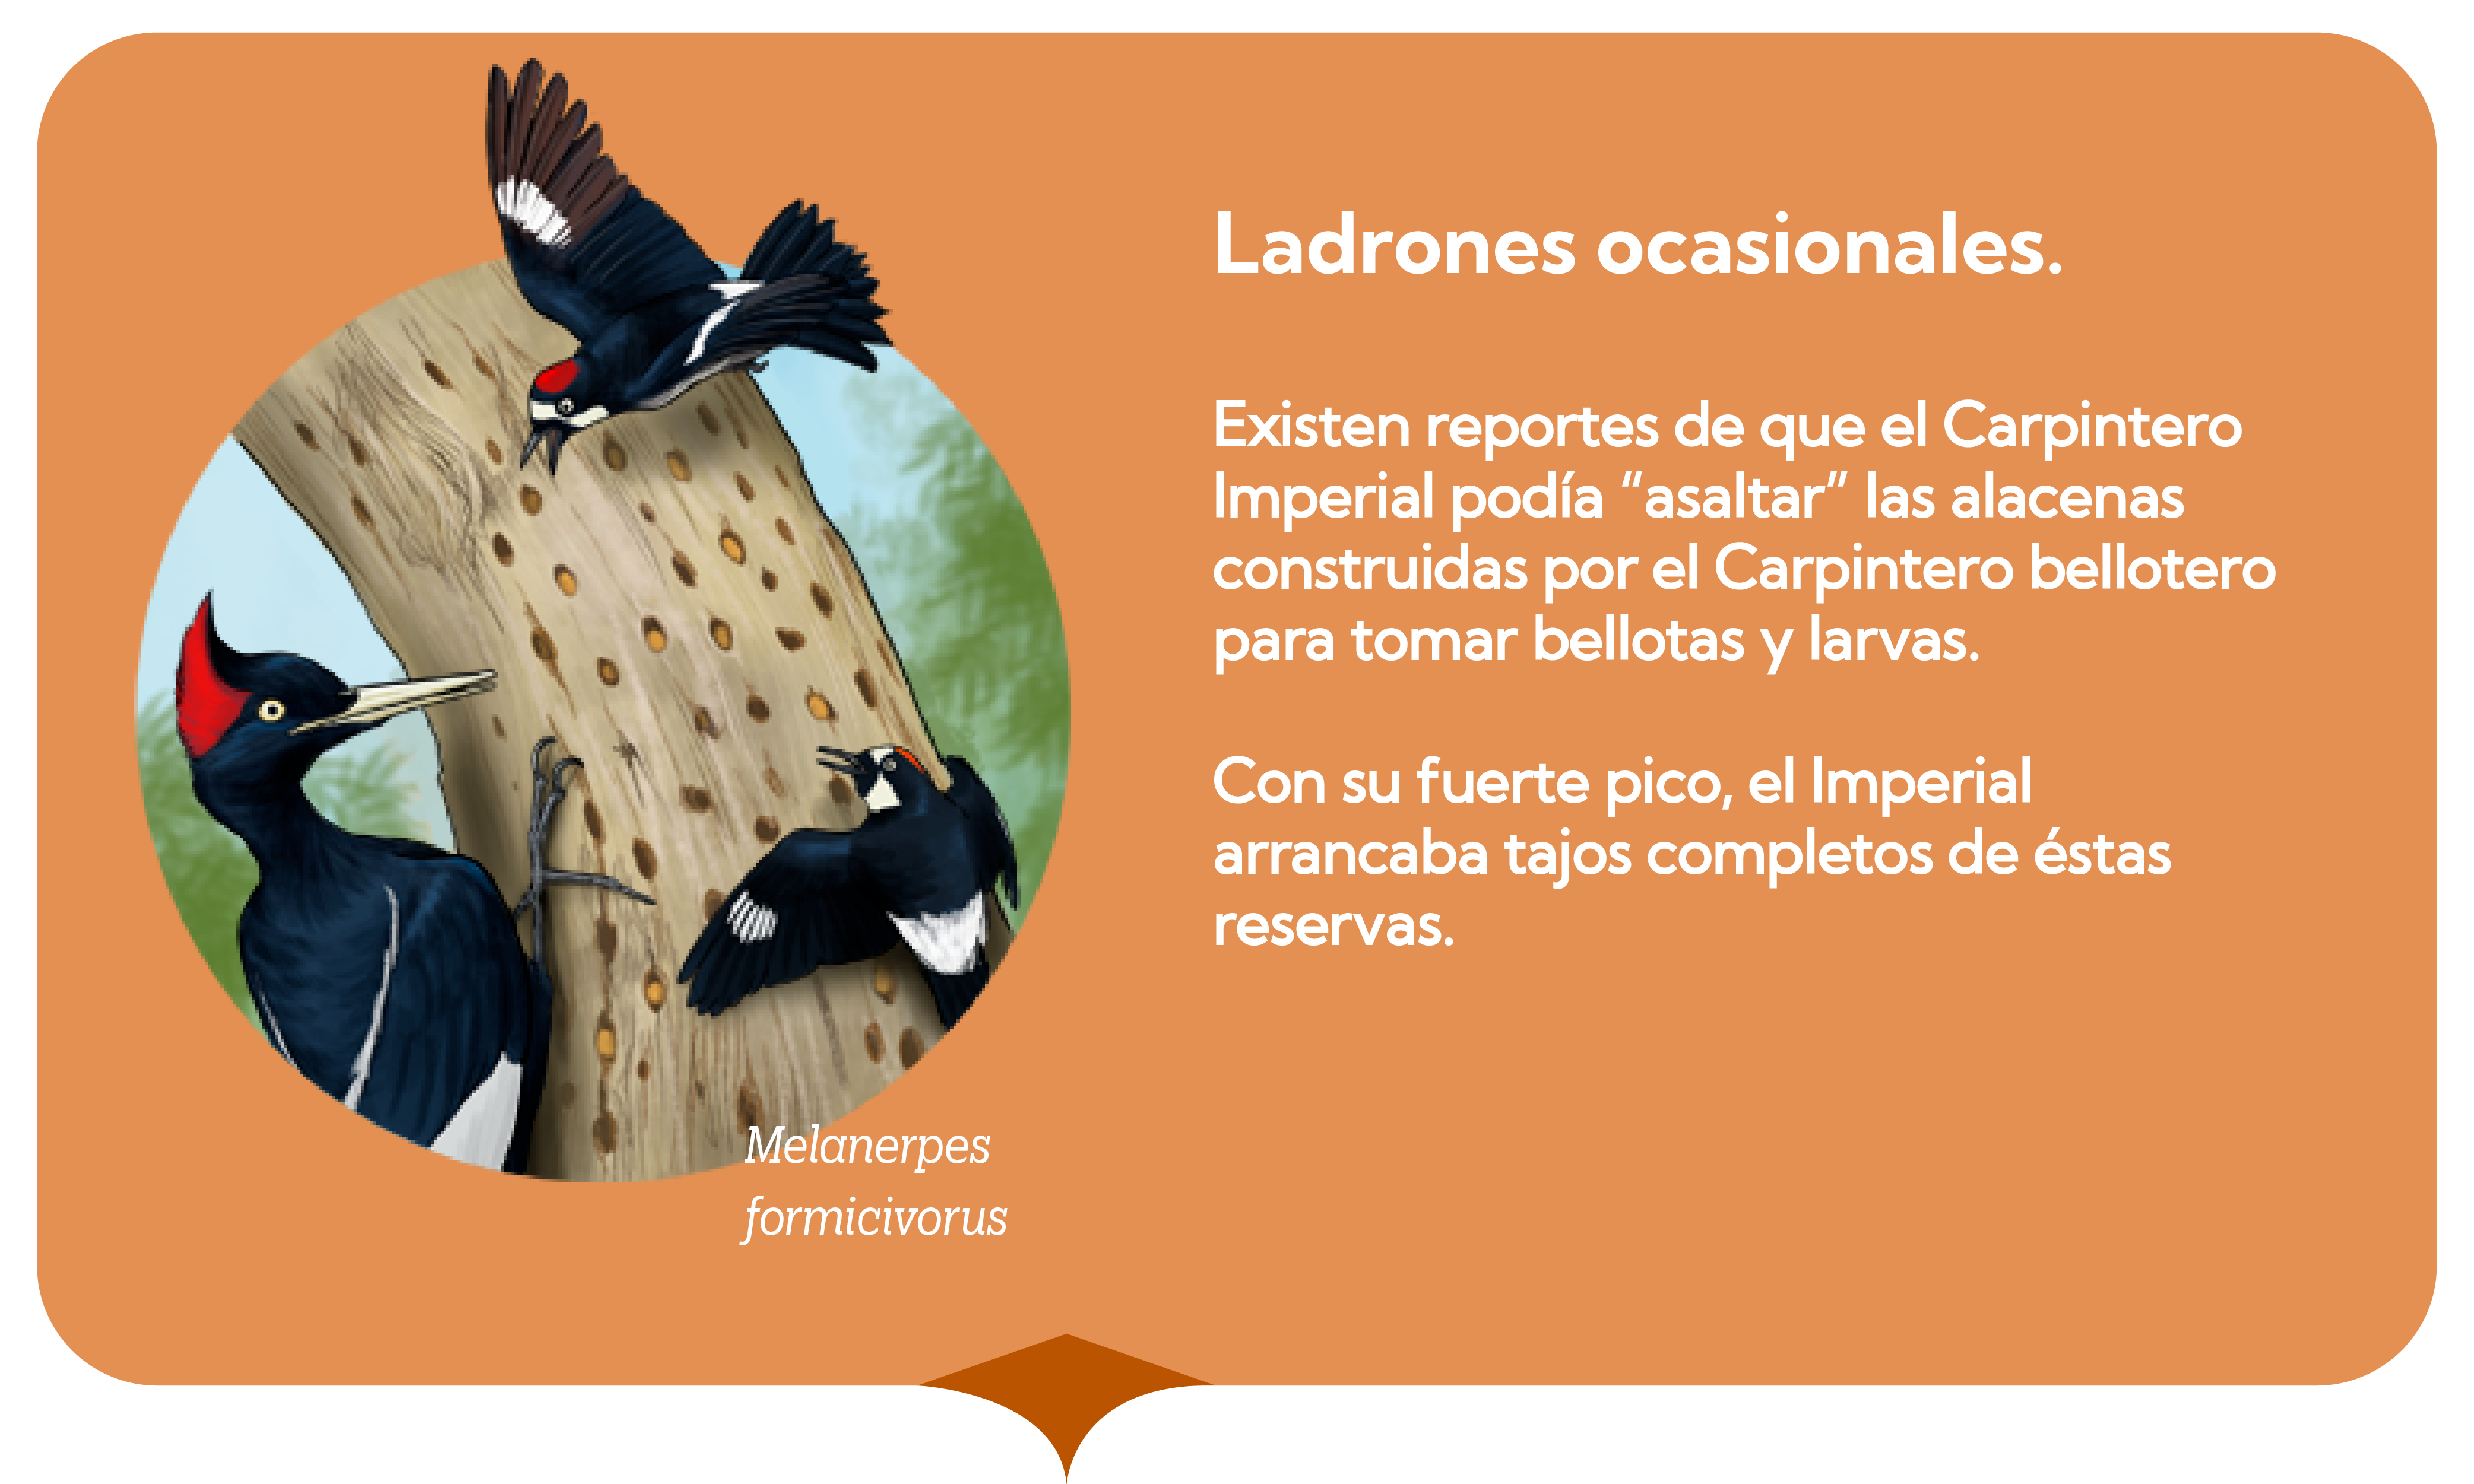 Ladrones ocasionales.
Existen reportes de que el Carpintero
Imperial podía “asaltar” las alacenas
construidas por el Carpintero bellotero
para tomar bellotas y larvas.
Con su fuerte pico, el Imperial
arrancaba tajos completos de éstas
reservas.
Melanerpes
formicivorus